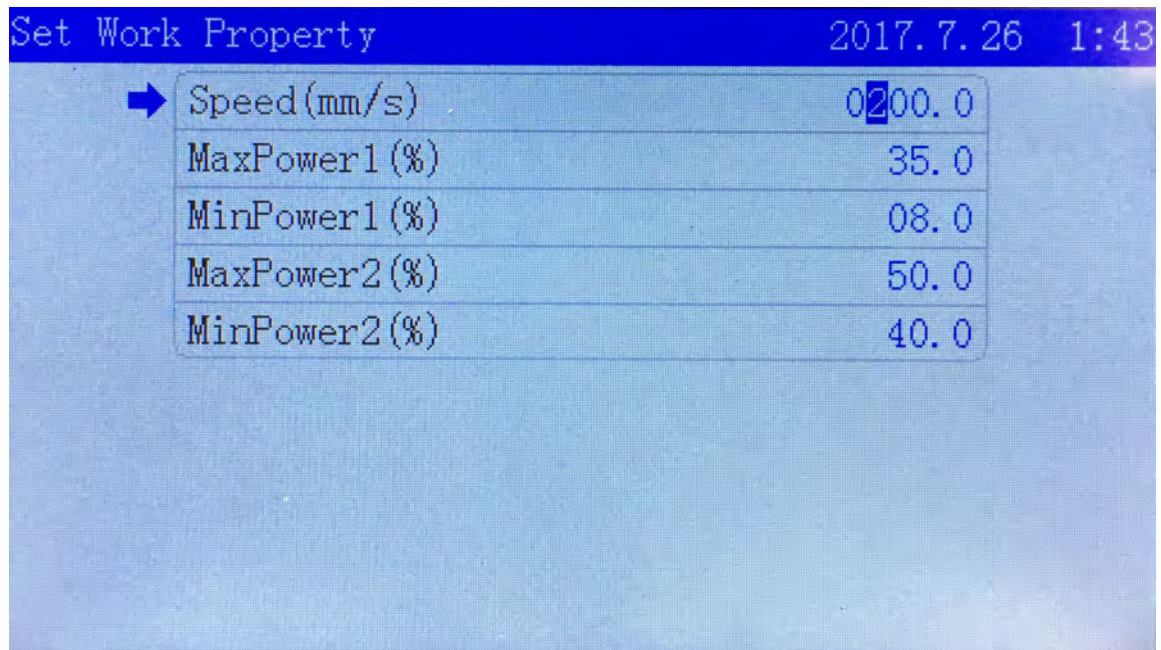 Set Work Property 2017.7.26 1:43
Speed(mm/s) 0200.0
MaxPower1(%) 35.0
MinPower1(%) 08.0
MaxPower2(%) 50.0
MinPower2(%) 40.0